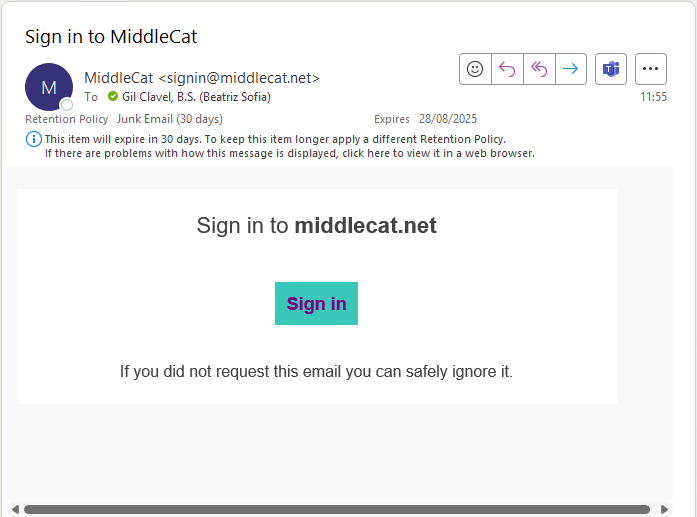 Sign in to MiddleCat
M
MiddleCat <signin@middlecat.net>
To Gil Clavel, B.S. (Beatriz Sofia)
11:55
Retention Policy Junk Email (30 days) Expires 28/08/2025
This item will expire in 30 days. To keep this item longer apply a different Retention Policy.
If there are problems with how this message is displayed, click here to view it in a web browser.
Sign in to middlecat.net
Sign in
If you did not request this email you can safely ignore it.